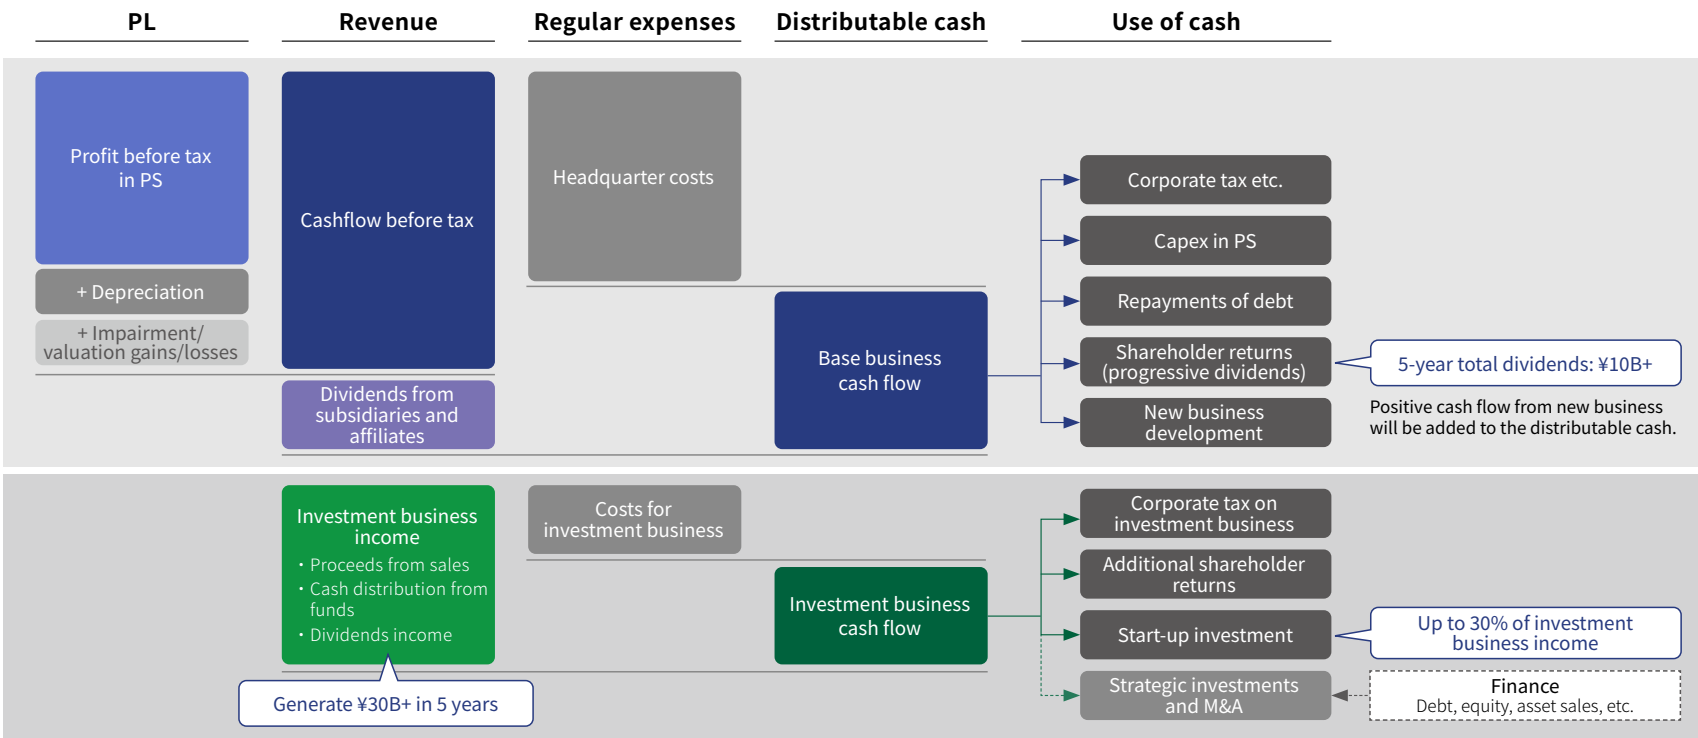 PL
Revenue
Regular expenses
Distributable cash
Use of cash
Profit before tax
in PS
+ Depreciation
+ Impairment/
valuation gains/losses
Cashflow before tax
Dividends from
subsidiaries and
affiliates
Headquarter costs
Base business
cash flow
Corporate tax etc.
Capex in PS
Repayments of debt
Shareholder returns
(progressive dividends)
New business
development
5-year total dividends: ¥10B+
Positive cash flow from new business
will be added to the distributable cash.
Investment business
income
・Proceeds from sales
・Cash distribution from
funds
・Dividends income
Generate ¥30B+ in 5 years
Costs for
investment business
Investment business
cash flow
Corporate tax on
investment business
Additional shareholder
returns
Start-up investment
Strategic investments
and M&A
Up to 30% of investment
business income
Finance
Debt, equity, asset sales, etc.